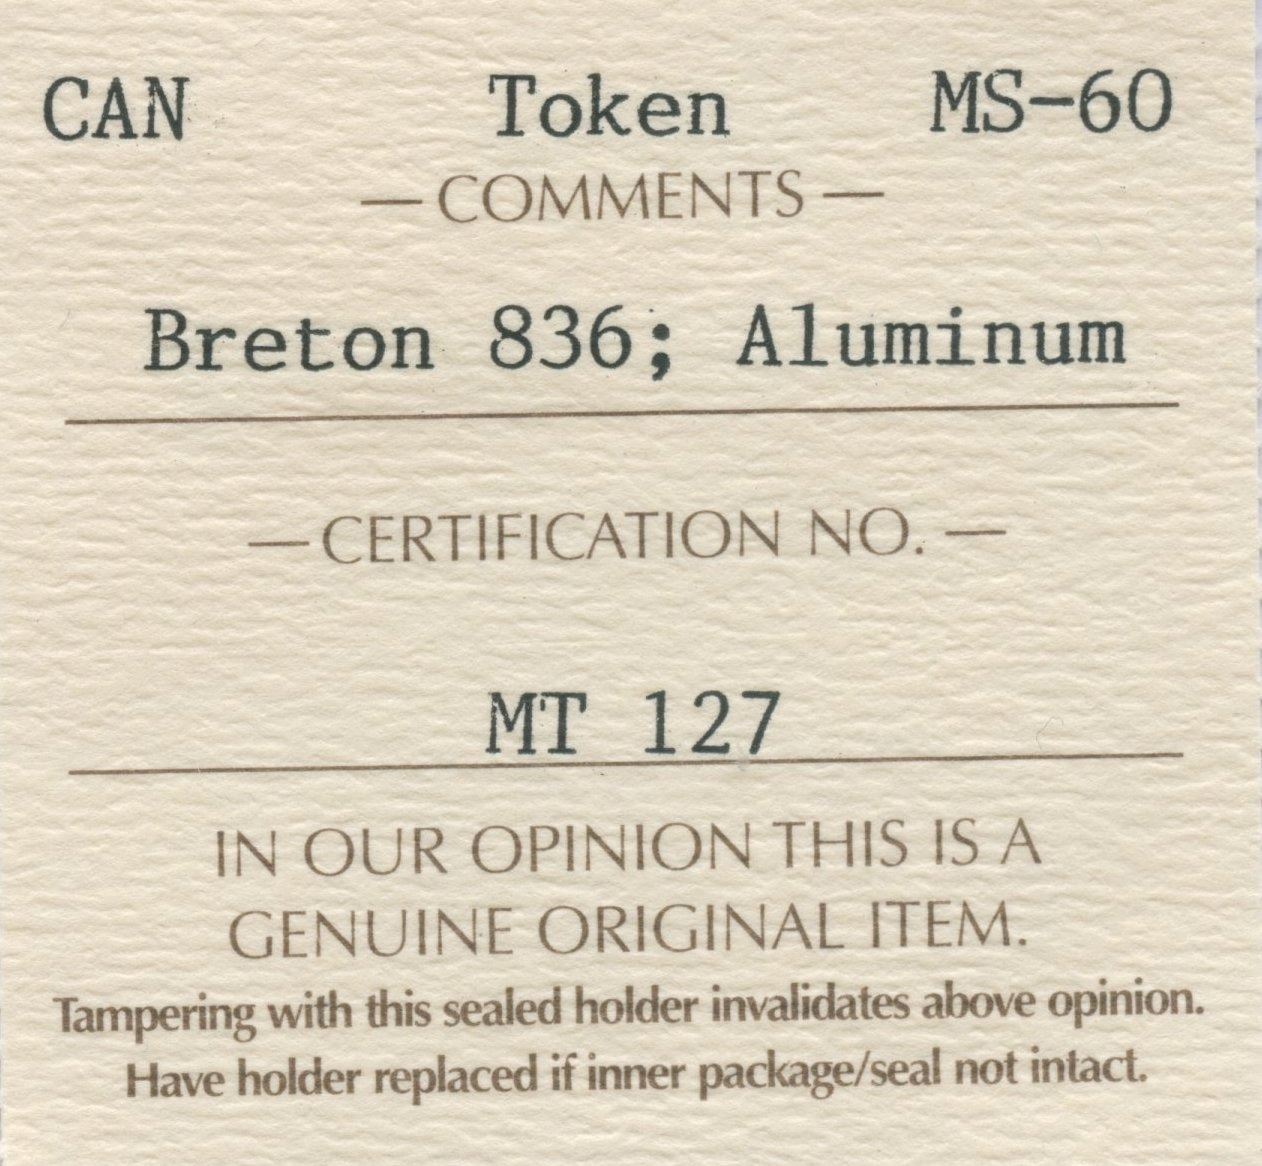 CAN Token MS-60
— COMMENTS —
Breton 836; Aluminum
— CERTIFICATION NO. —
MT 127
IN OUR OPINION THIS IS A
GENUINE ORIGINAL ITEM.
Tampering with this sealed holder invalidates above opinion.
Have holder replaced if inner package/seal not intact.